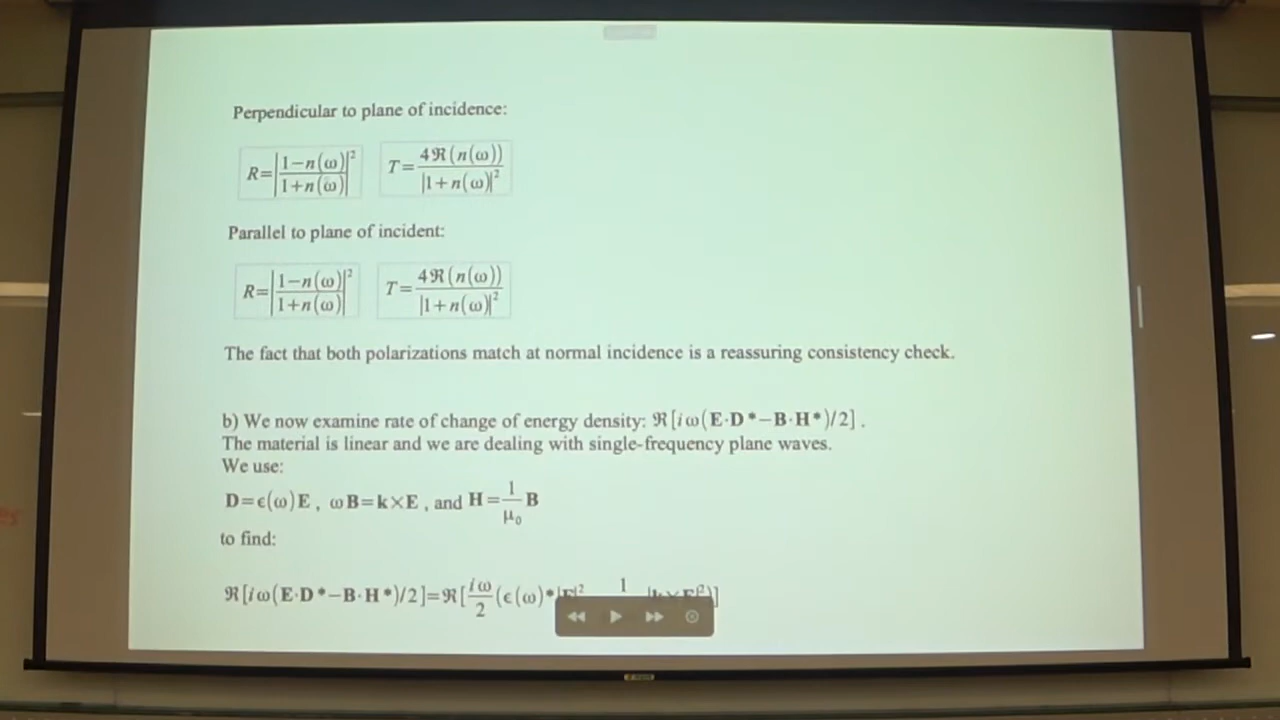 Perpendicular to plane of incidence:
R=|1−n(ω)/1+n(ω)|² T=4ℜ(n(ω))/|1+n(ω)|²
Parallel to plane of incident:
R=|1−n(ω)/1+n(ω)|² T=4ℜ(n(ω))/|1+n(ω)|²
The fact that both polarizations match at normal incidence is a reassuring consistency check.
b) We now examine rate of change of energy density: ℜ[iω(E·D*−B·H*)/2].
The material is linear and we are dealing with single-frequency plane waves.
We use:
D=ϵ(ω)E, ωB=k×E, and H=1/μ₀ B
to find:
ℜ[iω(E·D*−B·H*)/2]=ℜ[iω/2(ϵ(ω)*|E|² 1 |k×E|²)]